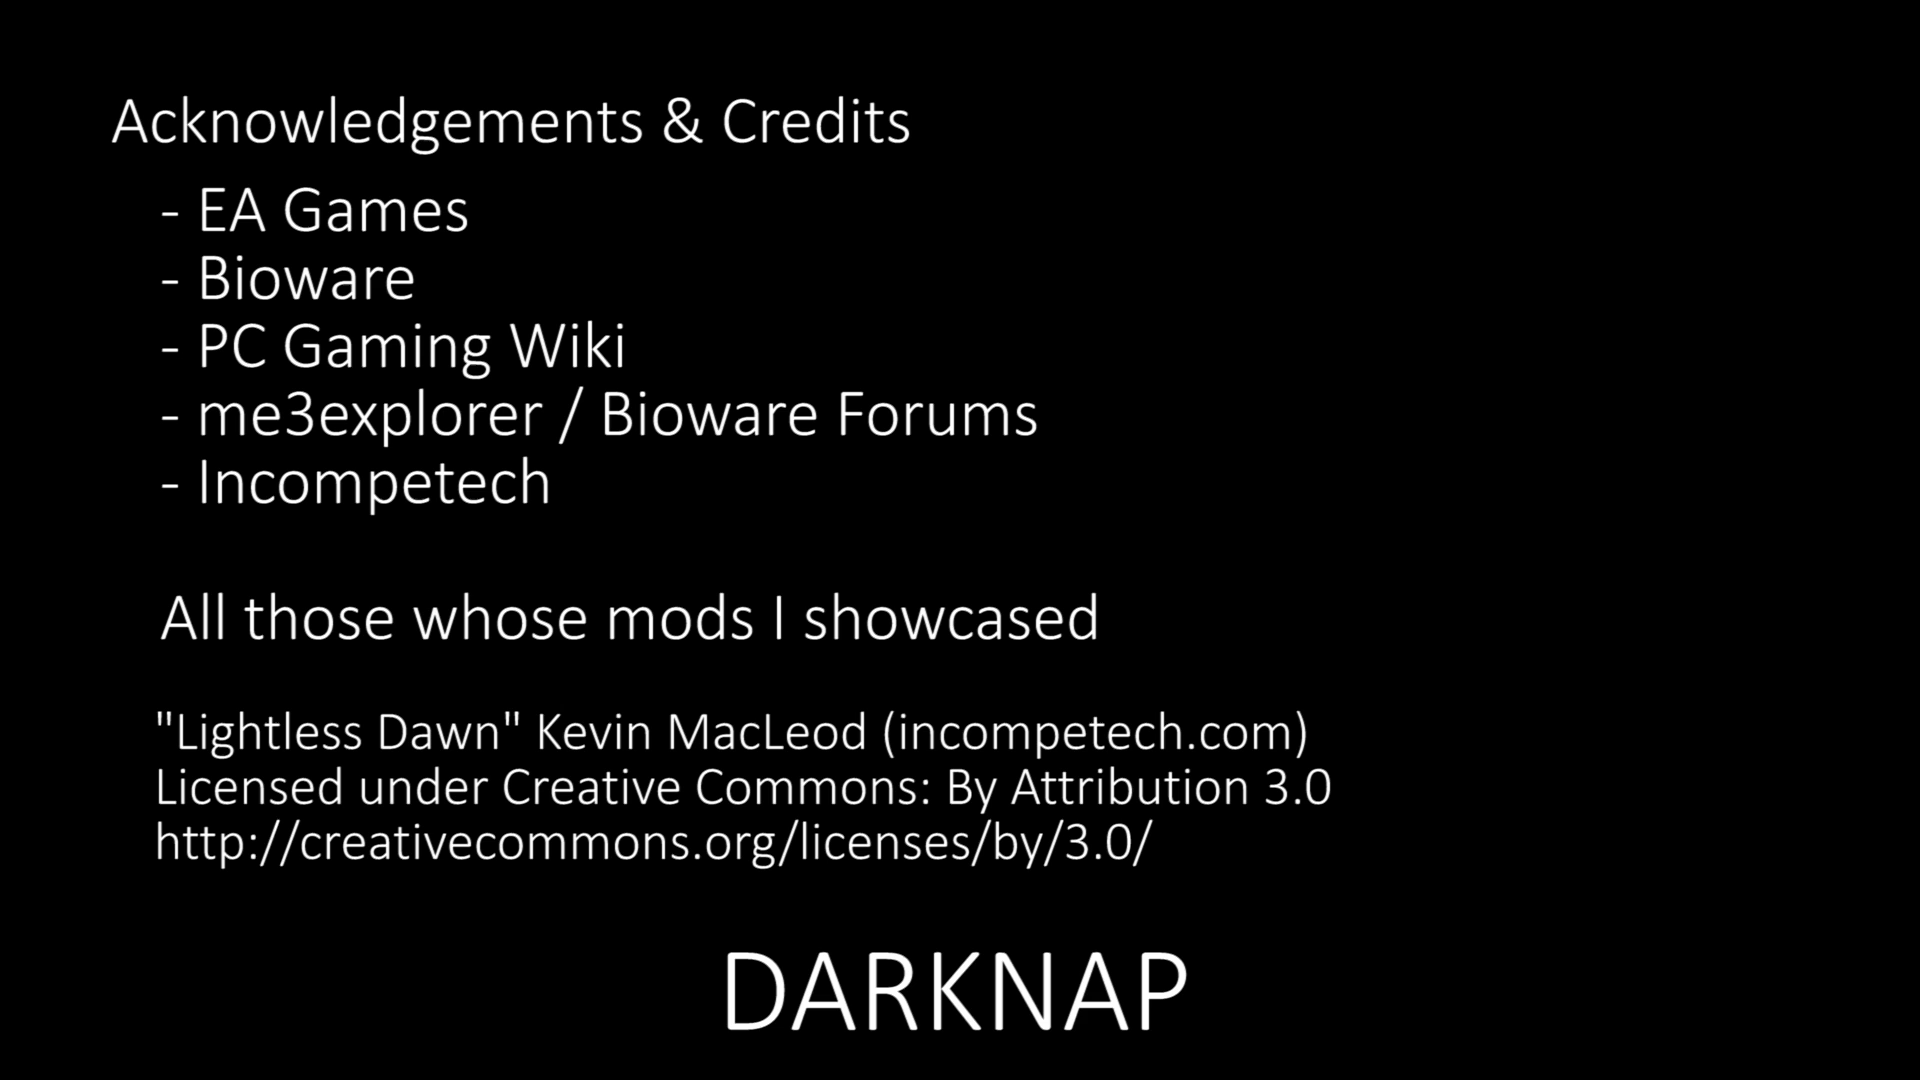 Acknowledgements & Credits
- EA Games
- Bioware
- PC Gaming Wiki
- me3explorer / Bioware Forums
- Incompetech
All those whose mods I showcased
"Lightless Dawn" Kevin MacLeod (incompetech.com)
Licensed under Creative Commons: By Attribution 3.0
http://creativecommons.org/licenses/by/3.0/
DARKNAP